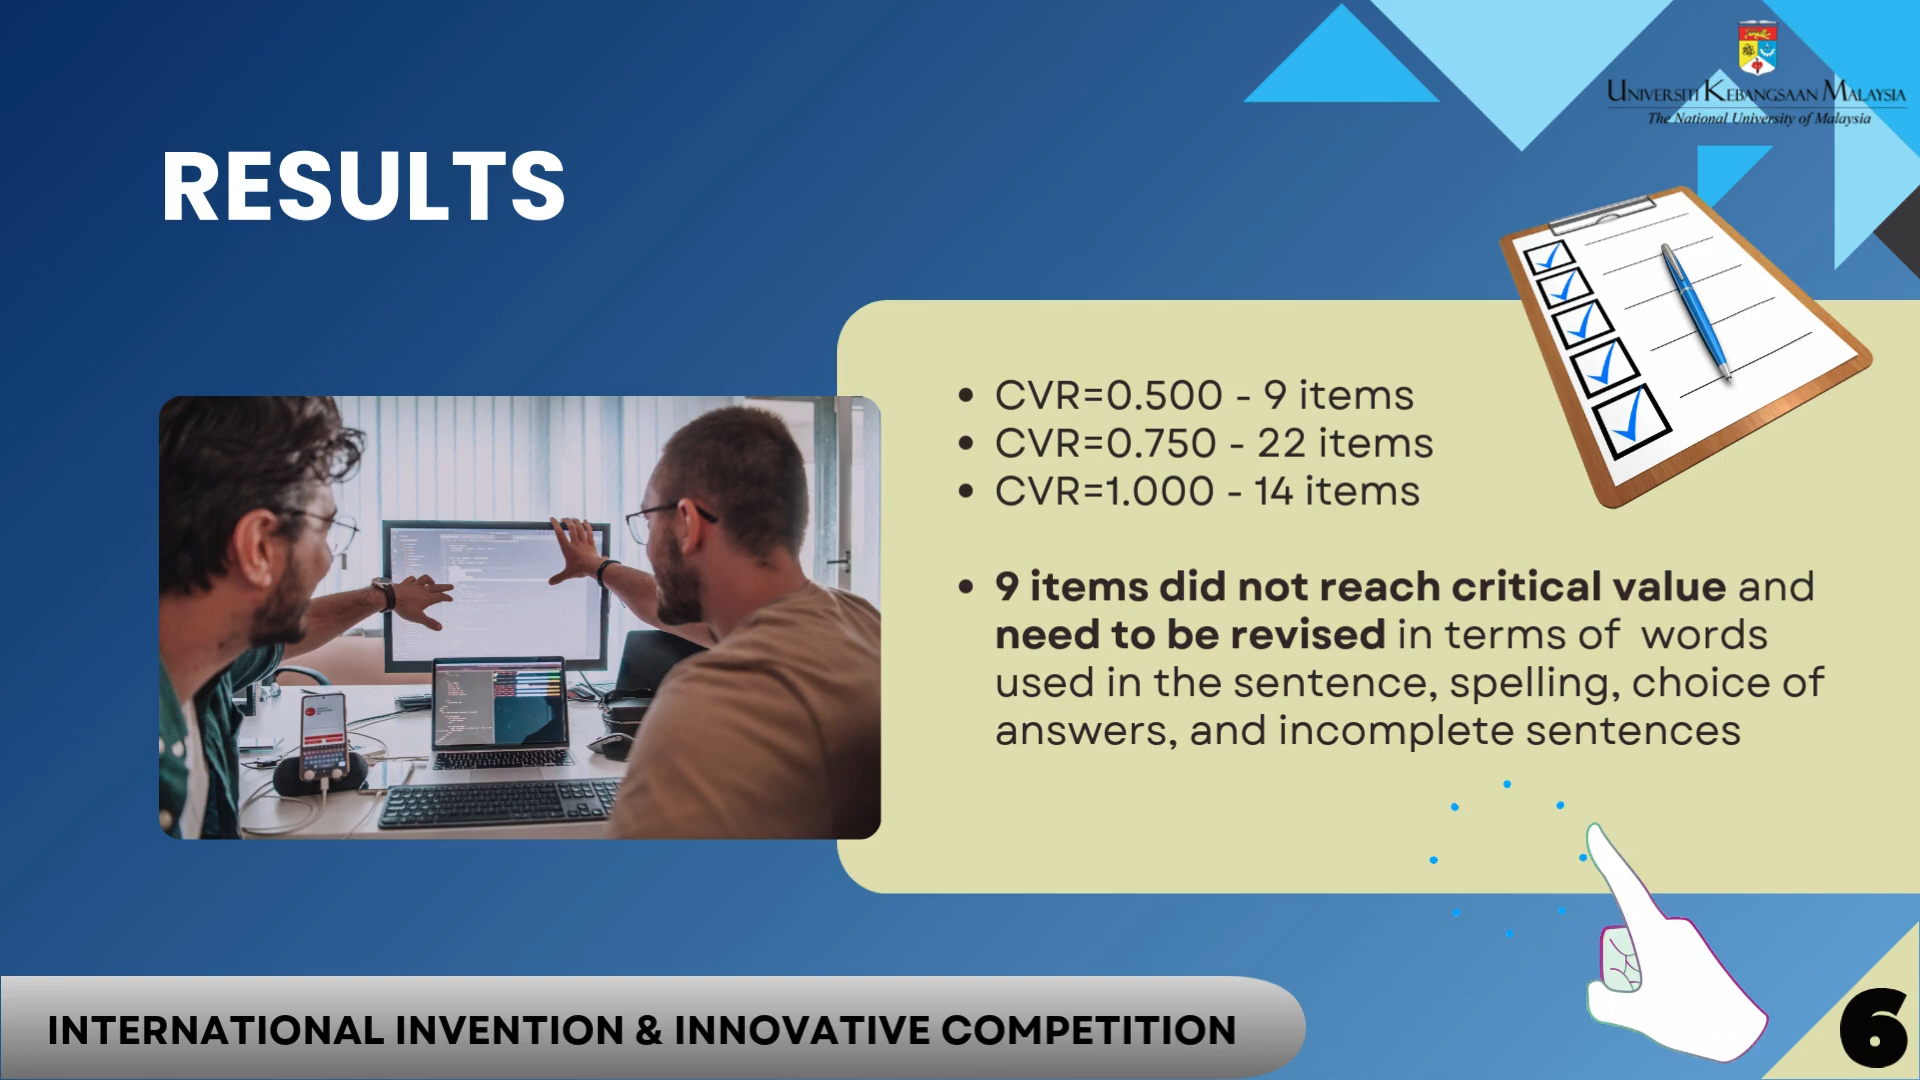 UNIVERSITI KEBANGSAAN MALAYSIA
The National University of Malaysia
RESULTS
• CVR=0.500 - 9 items
• CVR=0.750 - 22 items
• CVR=1.000 - 14 items
• 9 items did not reach critical value and
need to be revised in terms of  words
used in the sentence, spelling, choice of
answers, and incomplete sentences
INTERNATIONAL INVENTION & INNOVATIVE COMPETITION
6